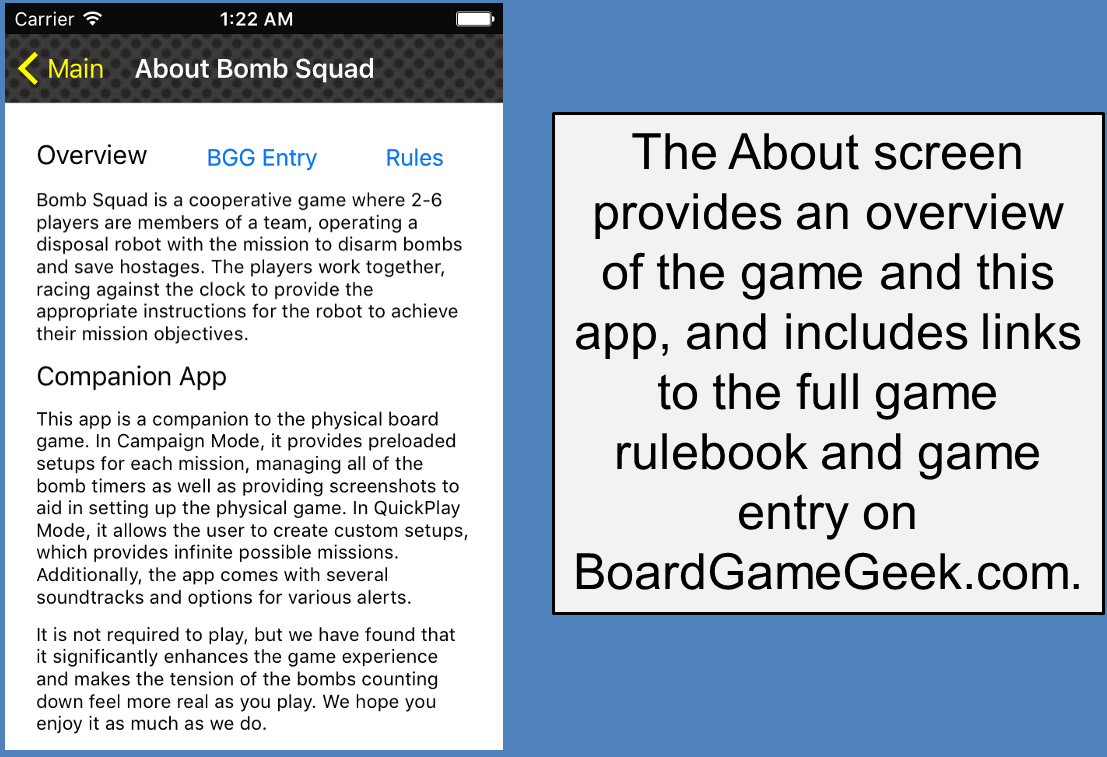 Carrier 1:22 AM
Main About Bomb Squad
Overview BGG Entry Rules
Bomb Squad is a cooperative game where 2-6
players are members of a team, operating a
disposal robot with the mission to disarm bombs
and save hostages. The players work together,
racing against the clock to provide the
appropriate instructions for the robot to achieve
their mission objectives.
Companion App
This app is a companion to the physical board
game. In Campaign Mode, it provides preloaded
setups for each mission, managing all of the
bomb timers as well as providing screenshots to
aid in setting up the physical game. In QuickPlay
Mode, it allows the user to create custom setups,
which provides infinite possible missions.
Additionally, the app comes with several
soundtracks and options for various alerts.
It is not required to play, but we have found that
it significantly enhances the game experience
and makes the tension of the bombs counting
down feel more real as you play. We hope you
enjoy it as much as we do.
The About screen
provides an overview
of the game and this
app, and includes links
to the full game
rulebook and game
entry on
BoardGameGeek.com.